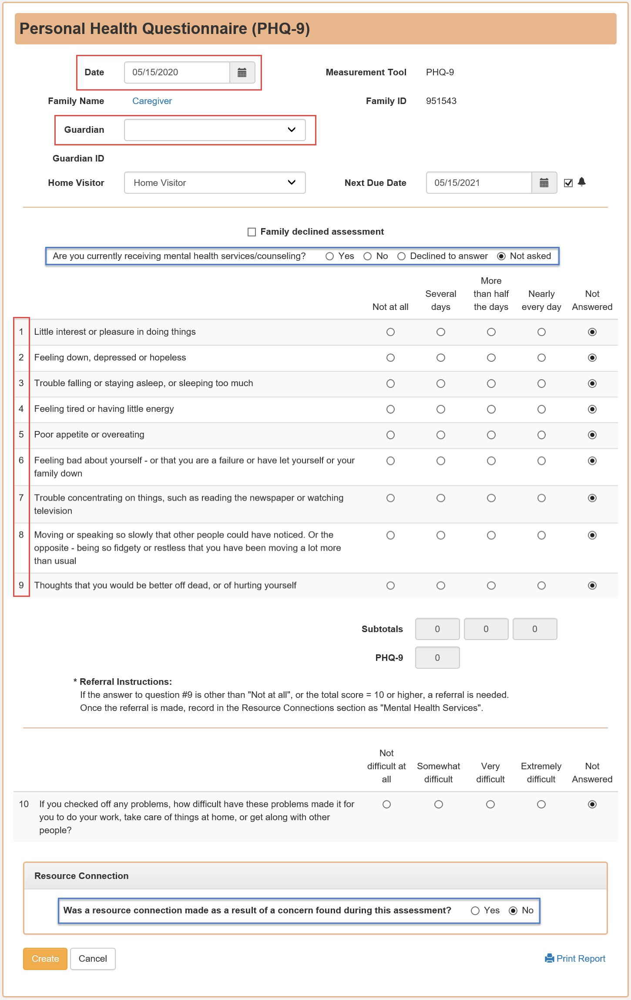 Personal Health Questionnaire (PHQ-9)
Date 05/15/2020 Measurement Tool PHQ-9
Family Name Caregiver Family ID 951543
Guardian
Guardian ID
Home Visitor Home Visitor Next Due Date 05/15/2021
Family declined assessment
Are you currently receiving mental health services/counseling? Yes No Declined to answer Not asked
More
Several than half Nearly Not
Not at all days the days every day Answered
1 Little interest or pleasure in doing things
2 Feeling down, depressed or hopeless
3 Trouble falling or staying asleep, or sleeping too much
4 Feeling tired or having little energy
5 Poor appetite or overeating
6 Feeling bad about yourself - or that you are a failure or have let yourself or your
family down
7 Trouble concentrating on things, such as reading the newspaper or watching
television
8 Moving or speaking so slowly that other people could have noticed. Or the
opposite - being so fidgety or restless that you have been moving a lot more
than usual
9 Thoughts that you would be better off dead, or of hurting yourself
Subtotals 0 0 0
PHQ-9 0
* Referral Instructions:
If the answer to question #9 is other than "Not at all", or the total score = 10 or higher, a referral is needed.
Once the referral is made, record in the Resource Connections section as "Mental Health Services".
Not
difficult at Somewhat Very Extremely Not
all difficult difficult difficult Answered
10 If you checked off any problems, how difficult have these problems made it for
you to do your work, take care of things at home, or get along with other
people?
Resource Connection
Was a resource connection made as a result of a concern found during this assessment? Yes No
Create Cancel Print Report